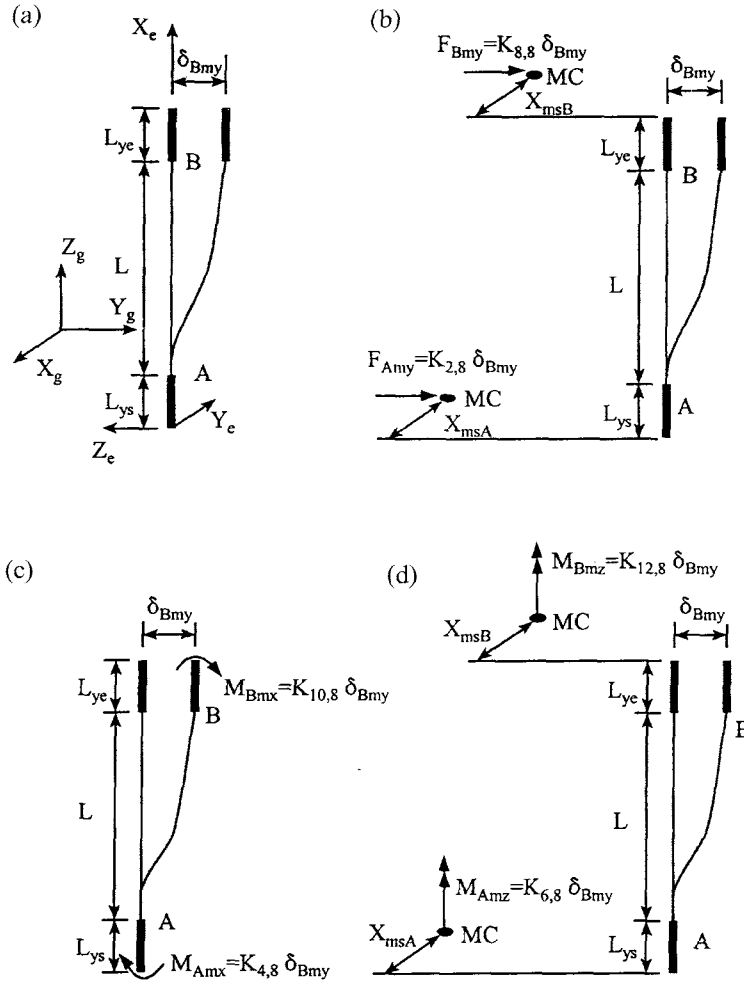 (a)
X_e
δ_Bmy
L_ye
B
L
Z_g
Y_g
X_g
A
L_ys
Y_e
Z_e
(b)
F_Bmy=K_8,8 δ_Bmy
MC
X_msB
δ_Bmy
L_ye
B
L
F_Amy=K_2,8 δ_Bmy
MC
X_msA
L_ys
A
(c)
δ_Bmy
L_ye
M_Bmx=K_10,8 δ_Bmy
B
L
A
L_ys
M_Amx=K_4,8 δ_Bmy
(d)
M_Bmz=K_12,8 δ_Bmy
X_msB
MC
δ_Bmy
L_ye
B
L
M_Amz=K_6,8 δ_Bmy
X_msA
MC
L_ys
A